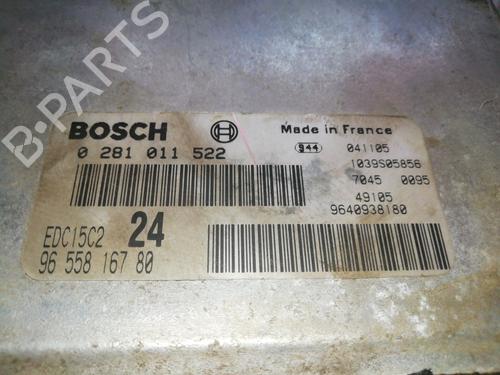 BOSCH
Made in France
0 281 011 522
944 041105
1039S05856
7045 0095
49105
9640938180
EDC15C2 24
96 558 167 80
B-PARTS